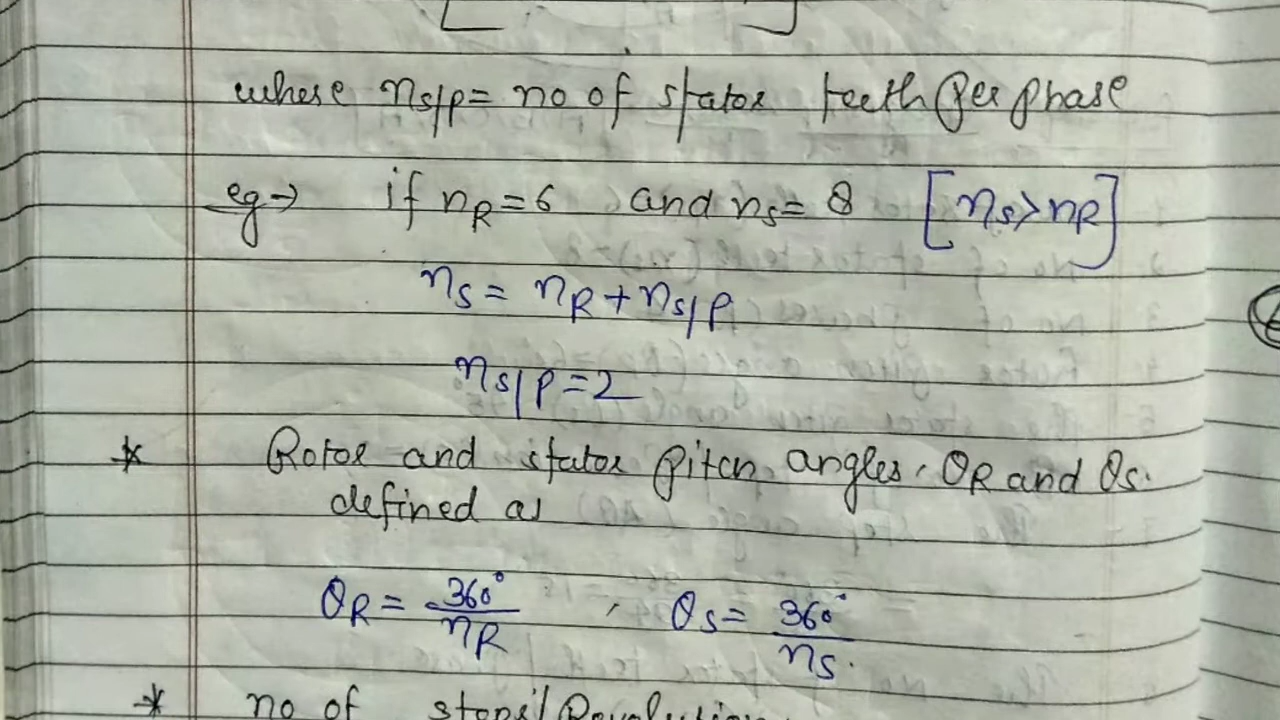 where ns/p = no of stator teeth per phase
eg → if nR = 6 and ns = 8 [ns > nR]
ns = nR + ns/p
ns/p = 2
* Rotor and stator pitch angles, θR and θs.
defined as
θR = 360°/nR , θs = 360°/ns.
* no of steps/Revolution